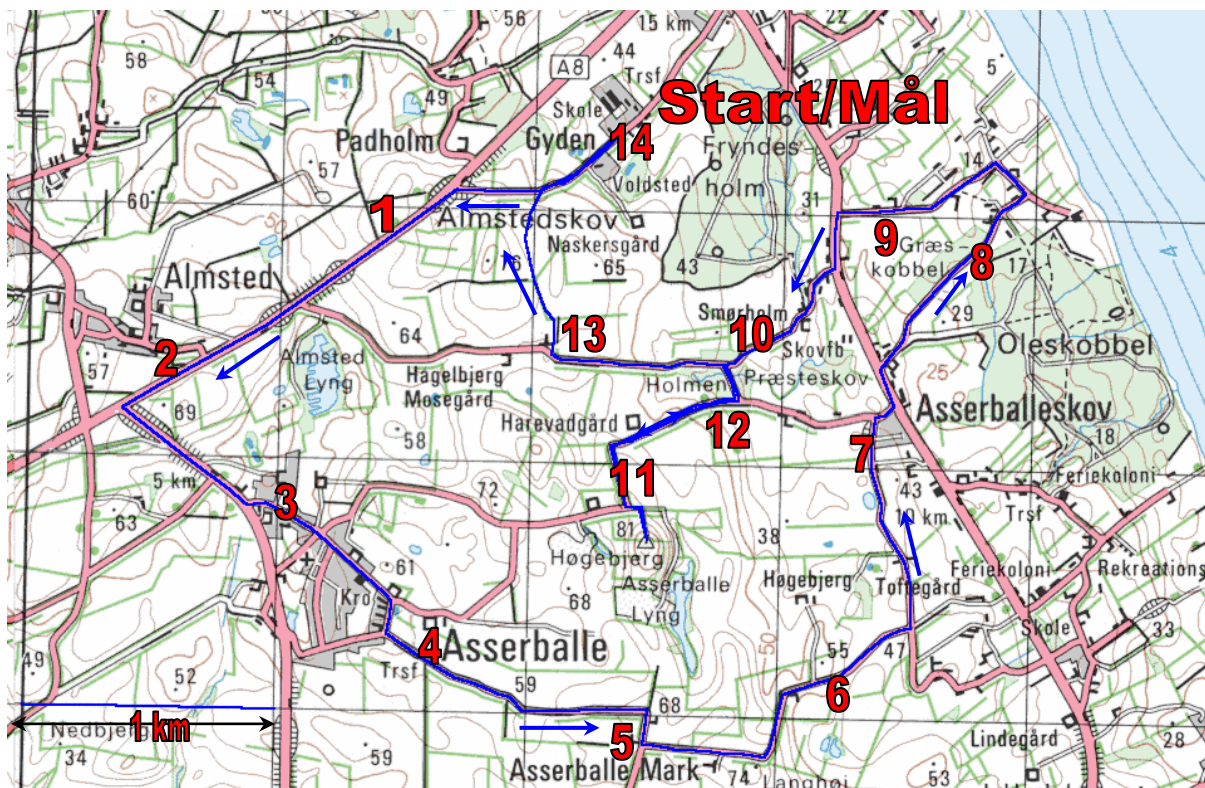 56
15 km
22
60
58
A8
44
Trsf
5
54
49
Skole
Start/Mål
Padholm
Gyden
14
Fryndes-
holm
57
Voldsted
14
60
1
Almstedskov
31
9
Græs-
kobbel
8
17
Naskersgård
76
65
43
Almsted
Smørholm
29
64
13
10
Skovfb
Oleskobbel
2
Almsted
Lyng
57
Hagelbjerg
Mosegård
Holmen
Præsteskov
25
69
Harevadgård
12
Asserballeskov
58
7
18
5 km
3
72
11
Feriekoloni
43
10 km
Trsf
63
81
38
Høgebjerg
61
Asserballe
Lyng
Høgebjerg
Feriekoloni
Rekreations
Toftegård
Kro
68
50
Skole
33
4
Asserballe
55
47
49
52
Trsf
59
6
68
1 km
Nedbjerg
5
Lindegård
28
34
59
Asserballe Mark
74
Langhøj
53
4